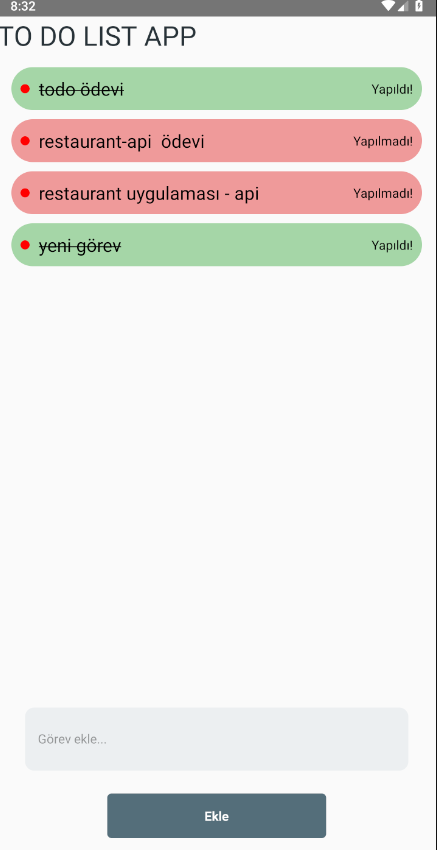 8:32
TO DO LIST APP
todo ödevi Yapıldı!
restaurant-api  ödevi Yapılmadı!
restaurant uygulaması - api Yapılmadı!
yeni görev Yapıldı!
Görev ekle...
Ekle